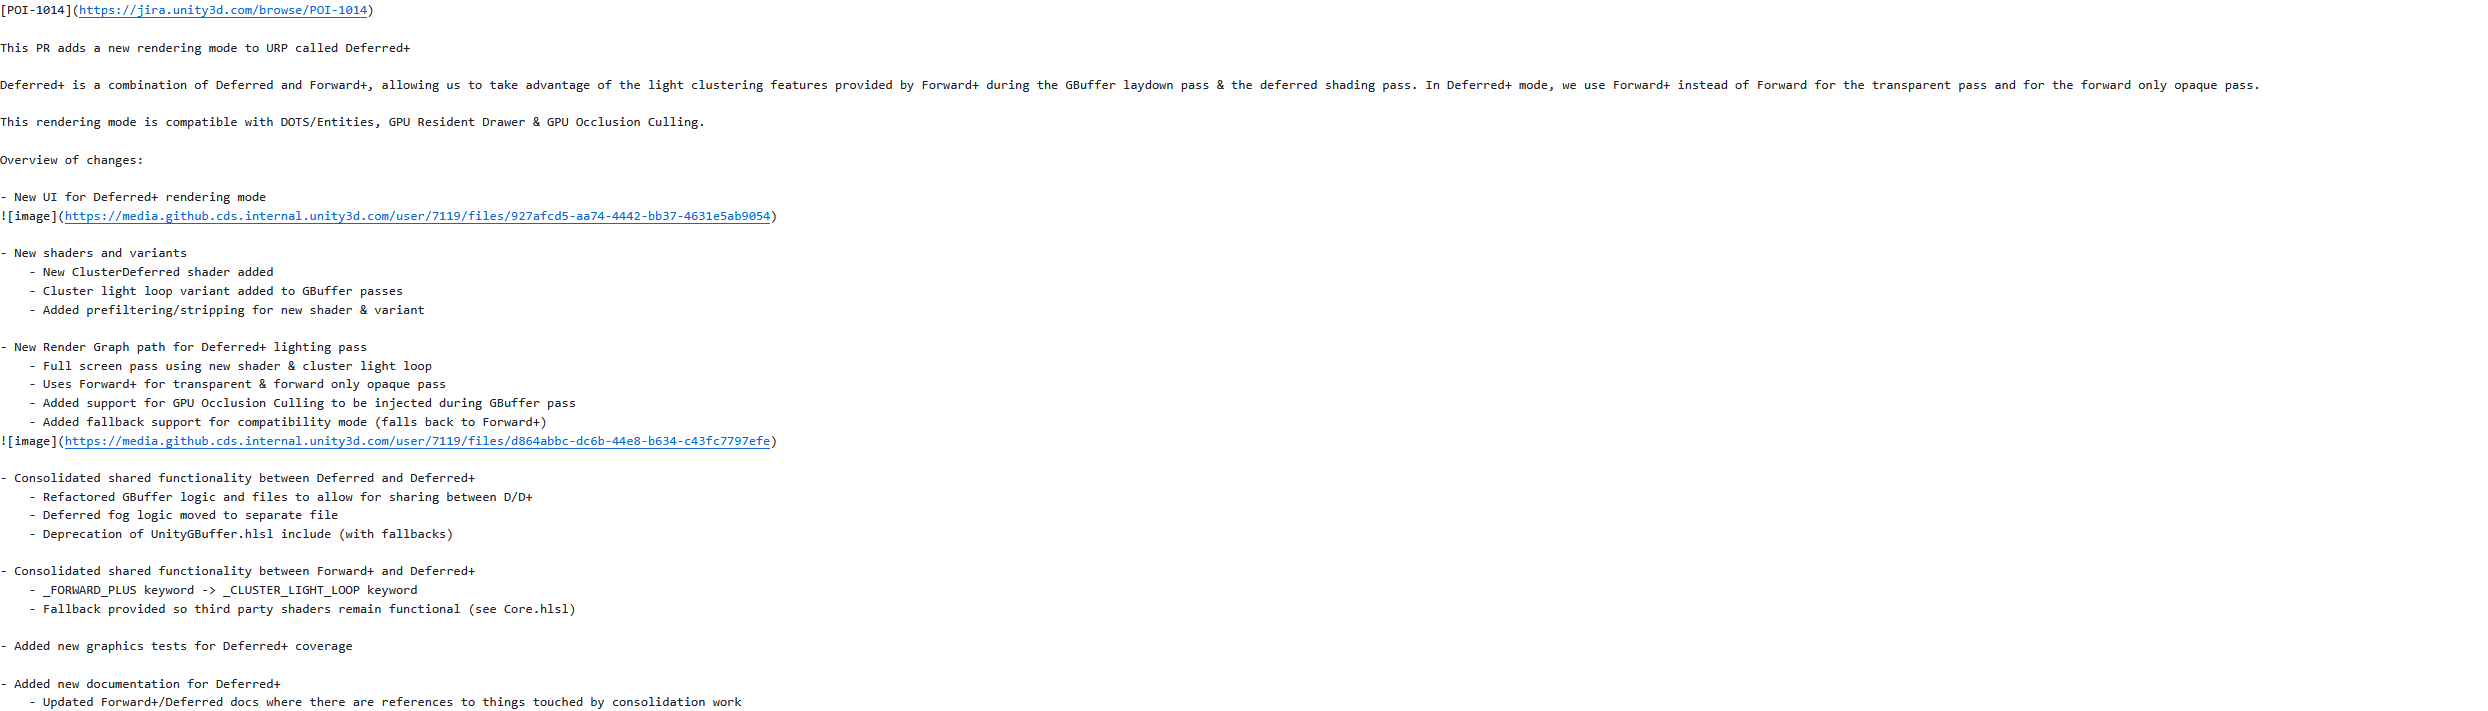 [POI-1014](https://jira.unity3d.com/browse/POI-1014)
This PR adds a new rendering mode to URP called Deferred+
Deferred+ is a combination of Deferred and Forward+, allowing us to take advantage of the light clustering features provided by Forward+ during the GBuffer laydown pass & the deferred shading pass. In Deferred+ mode, we use Forward+ instead of Forward for the transparent pass and for the forward only opaque pass.
This rendering mode is compatible with DOTS/Entities, GPU Resident Drawer & GPU Occlusion Culling.
Overview of changes:
- New UI for Deferred+ rendering mode
![image](https://media.github.cds.internal.unity3d.com/user/7119/files/927afcd5-aa74-4442-bb37-4631e5ab9054)
- New shaders and variants
    - New ClusterDeferred shader added
    - Cluster light loop variant added to GBuffer passes
    - Added prefiltering/stripping for new shader & variant
- New Render Graph path for Deferred+ lighting pass
    - Full screen pass using new shader & cluster light loop
    - Uses Forward+ for transparent & forward only opaque pass
    - Added support for GPU Occlusion Culling to be injected during GBuffer pass
    - Added fallback support for compatibility mode (falls back to Forward+)
![image](https://media.github.cds.internal.unity3d.com/user/7119/files/d864abbc-dc6b-44e8-b634-c43fc7797efe)
- Consolidated shared functionality between Deferred and Deferred+
    - Refactored GBuffer logic and files to allow for sharing between D/D+
    - Deferred fog logic moved to separate file
    - Deprecation of UnityGBuffer.hlsl include (with fallbacks)
- Consolidated shared functionality between Forward+ and Deferred+
    - _FORWARD_PLUS keyword -> _CLUSTER_LIGHT_LOOP keyword
    - Fallback provided so third party shaders remain functional (see Core.hlsl)
- Added new graphics tests for Deferred+ coverage
- Added new documentation for Deferred+
    - Updated Forward+/Deferred docs where there are references to things touched by consolidation work